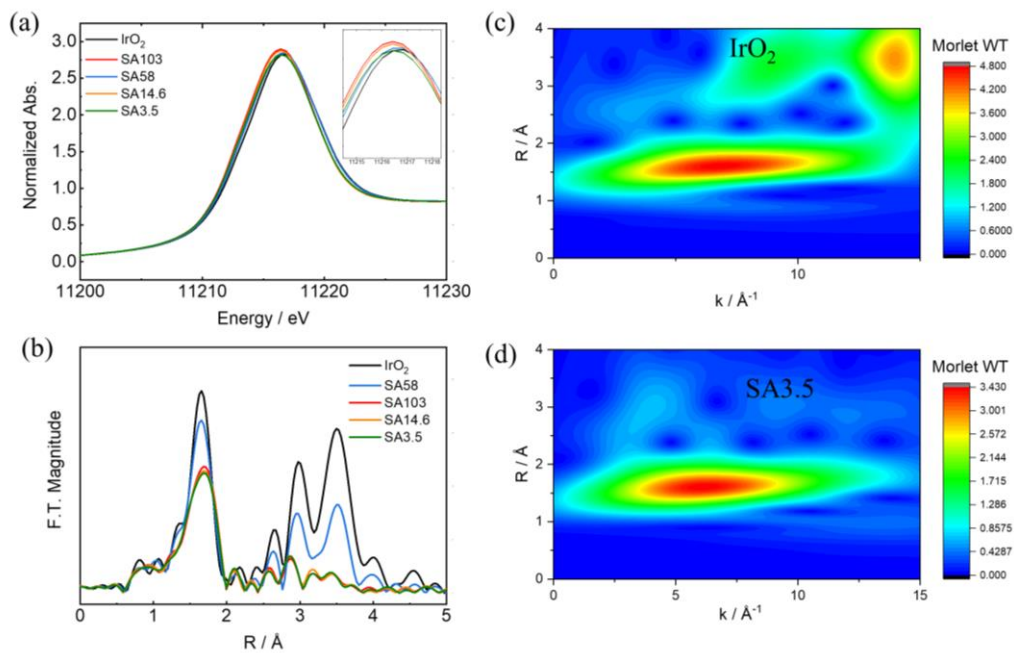 (a)
Normalized Abs.
3.0
2.5
2.0
1.5
1.0
0.5
0.0
IrO2
SA103
SA58
SA14.6
SA3.5
11215 11216 11217 11218
11200 11210 11220 11230
Energy / eV
(b)
F.T. Magnitude
IrO2
SA58
SA103
SA14.6
SA3.5
0 1 2 3 4 5
R / Å
(c)
R / Å
4
3
2
1
0
IrO2
0 10
k / Å-1
Morlet WT
4.800
4.200
3.600
3.000
2.400
1.800
1.200
0.6000
0.000
(d)
R / Å
4
3
2
1
0
SA3.5
0 5 10 15
k / Å-1
Morlet WT
3.430
3.001
2.572
2.144
1.715
1.286
0.8575
0.4287
0.000